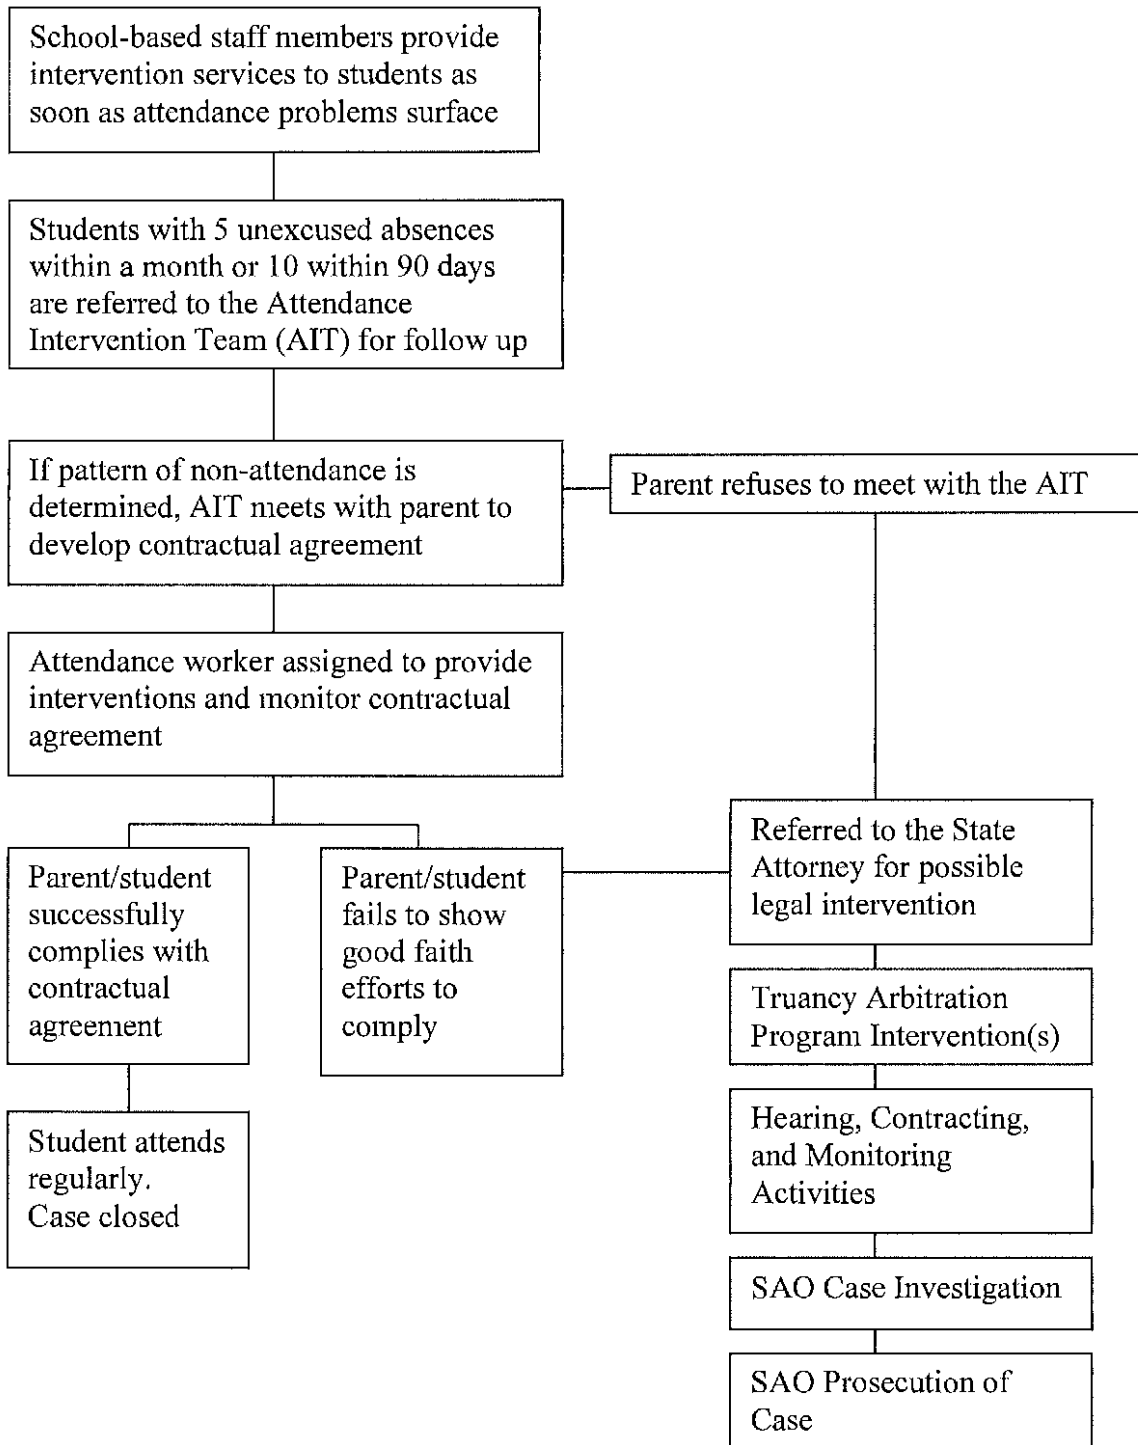 School-based staff members provide
intervention services to students as
soon as attendance problems surface
Students with 5 unexcused absences
within a month or 10 within 90 days
are referred to the Attendance
Intervention Team (AIT) for follow up
If pattern of non-attendance is
determined, AIT meets with parent to
develop contractual agreement
Parent refuses to meet with the AIT
Attendance worker assigned to provide
interventions and monitor contractual
agreement
Parent/student
successfully
complies with
contractual
agreement
Parent/student
fails to show
good faith
efforts to
comply
Referred to the State
Attorney for possible
legal intervention
Truancy Arbitration
Program Intervention(s)
Student attends
regularly.
Case closed
Hearing, Contracting,
and Monitoring
Activities
SAO Case Investigation
SAO Prosecution of
Case